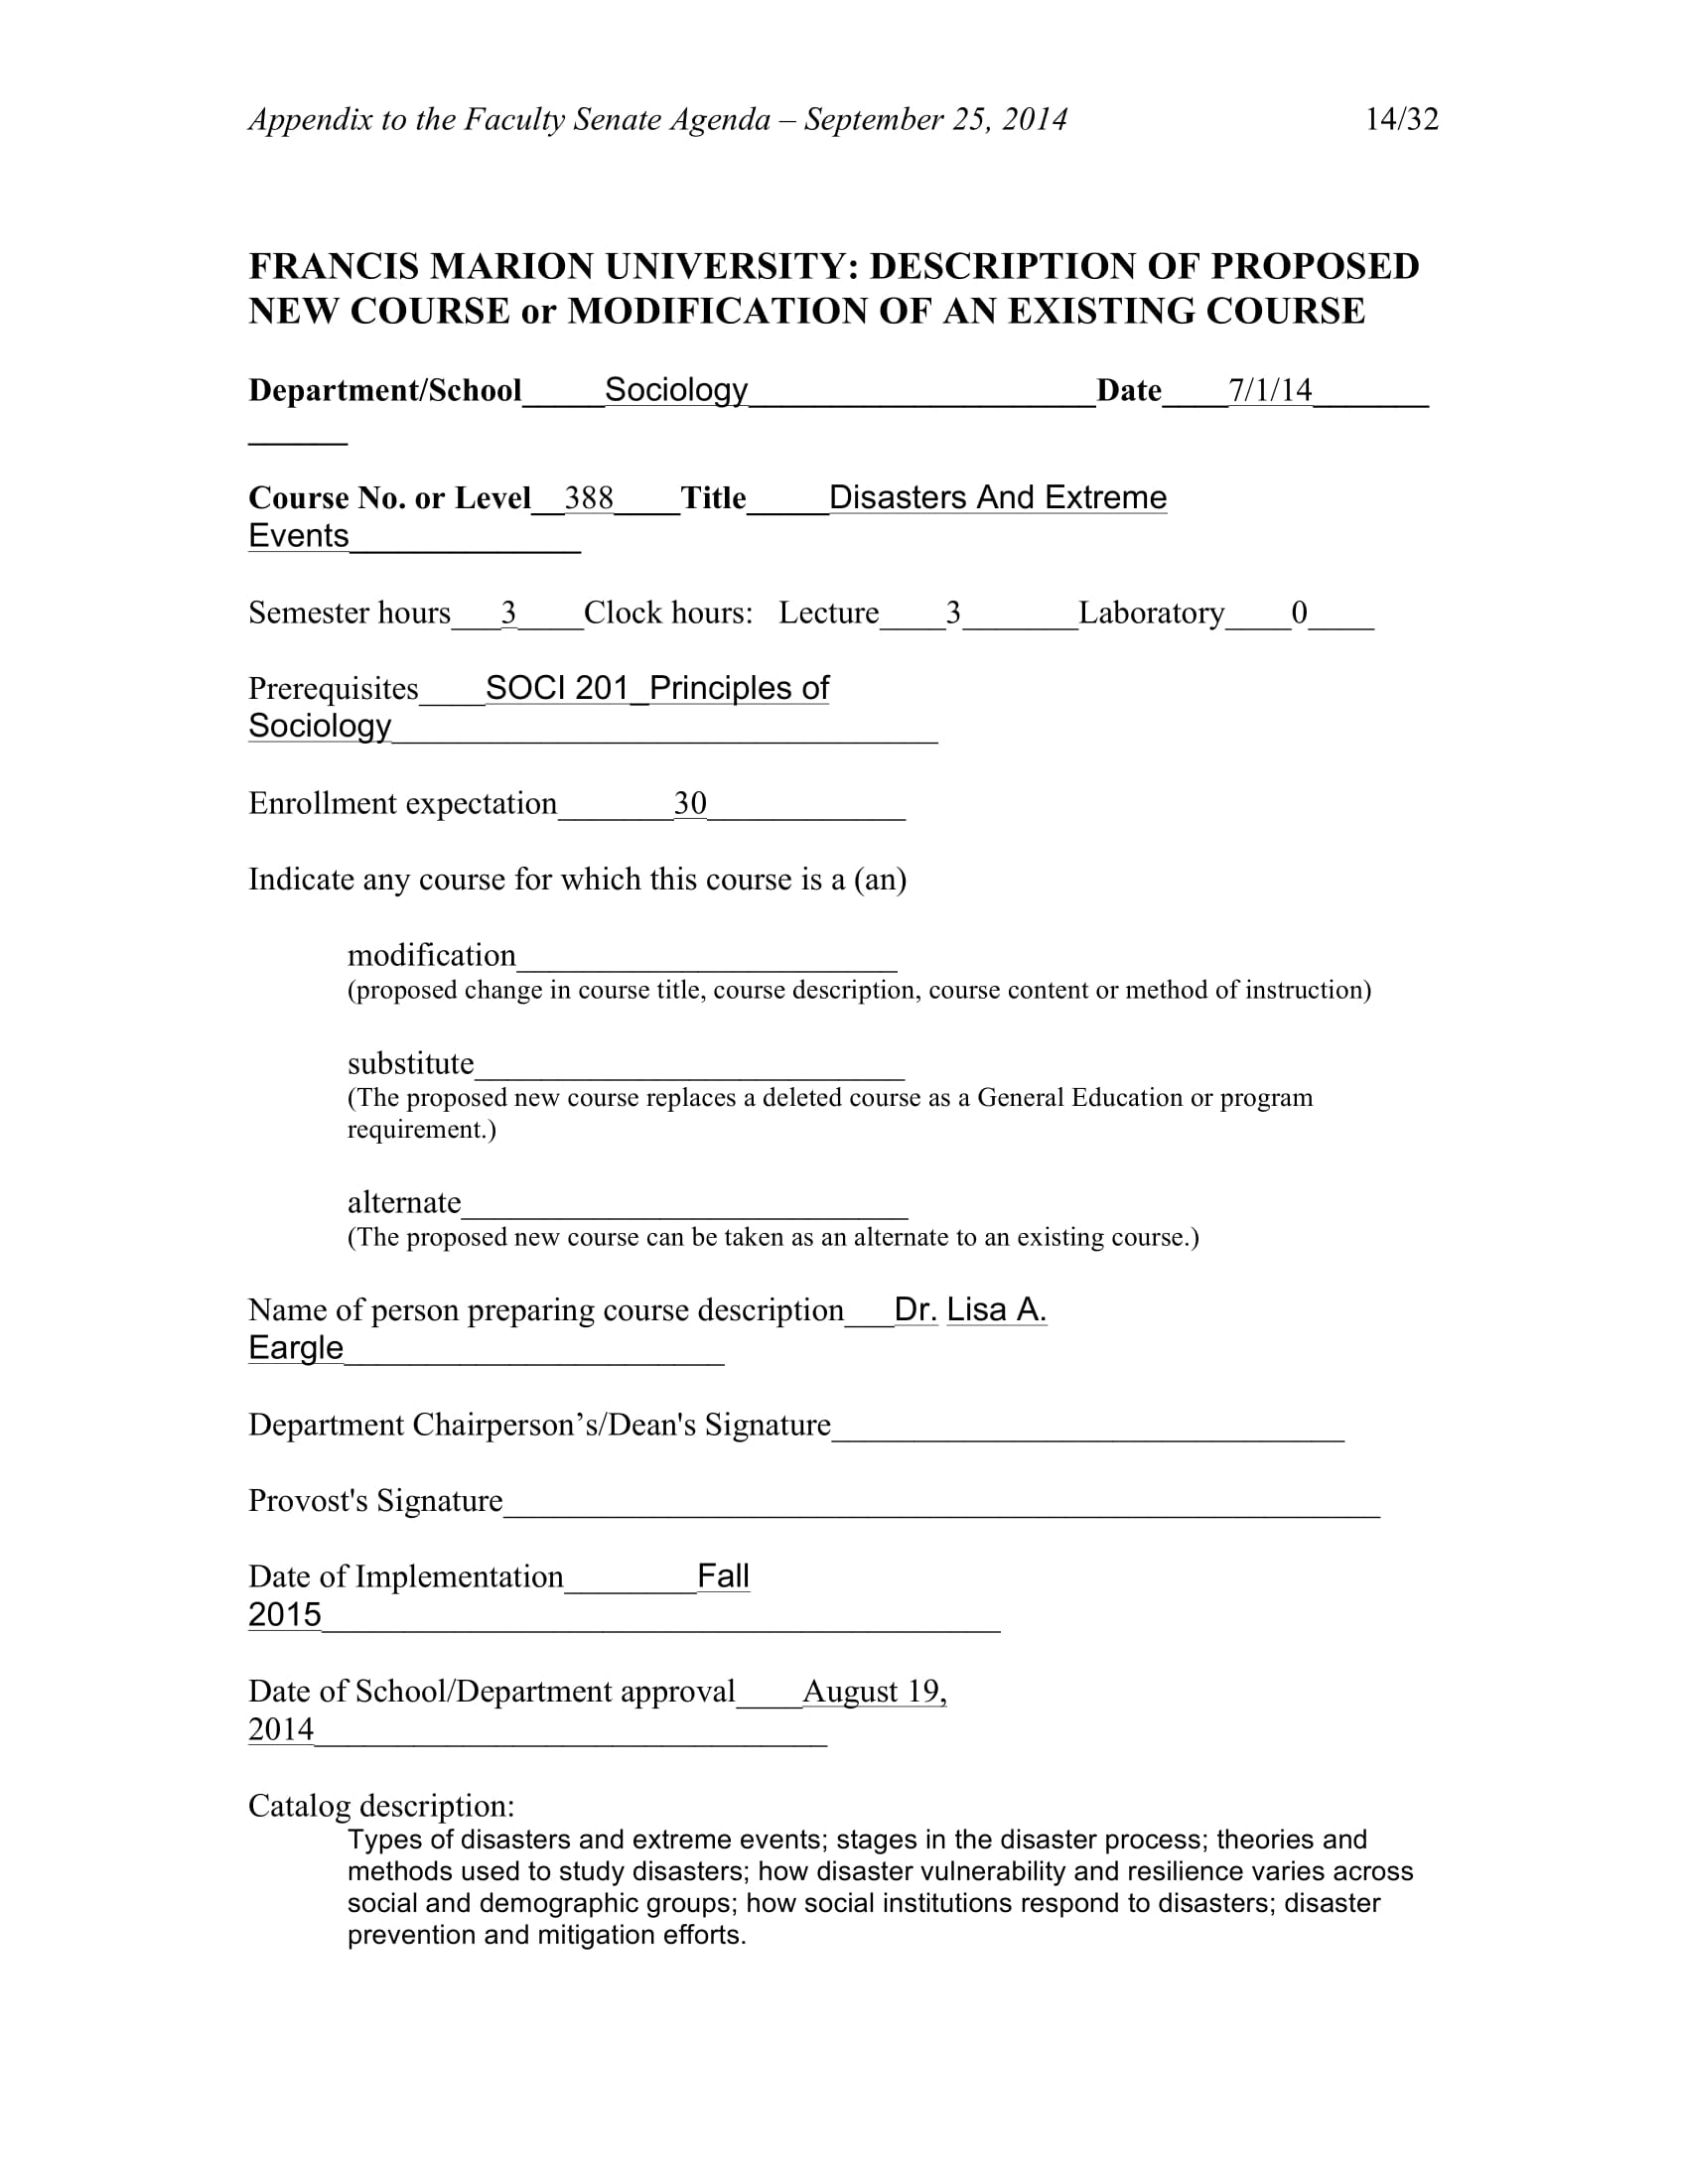 Appendix to the Faculty Senate Agenda – September 25, 2014 14/32
FRANCIS MARION UNIVERSITY: DESCRIPTION OF PROPOSED
NEW COURSE or MODIFICATION OF AN EXISTING COURSE
Department/School_____Sociology_____________________Date____7/1/14_______
______
Course No. or Level__388____Title_____Disasters And Extreme
Events______________
Semester hours___3____Clock hours: Lecture____3_______Laboratory____0____
Prerequisites____SOCI 201_Principles of
Sociology_________________________________
Enrollment expectation_______30____________
Indicate any course for which this course is a (an)
modification_______________________
(proposed change in course title, course description, course content or method of instruction)
substitute__________________________
(The proposed new course replaces a deleted course as a General Education or program
requirement.)
alternate___________________________
(The proposed new course can be taken as an alternate to an existing course.)
Name of person preparing course description___Dr. Lisa A.
Eargle_______________________
Department Chairperson’s/Dean's Signature_______________________________
Provost's Signature_____________________________________________________
Date of Implementation________Fall
2015_________________________________________
Date of School/Department approval____August 19,
2014_______________________________
Catalog description:
Types of disasters and extreme events; stages in the disaster process; theories and
methods used to study disasters; how disaster vulnerability and resilience varies across
social and demographic groups; how social institutions respond to disasters; disaster
prevention and mitigation efforts.